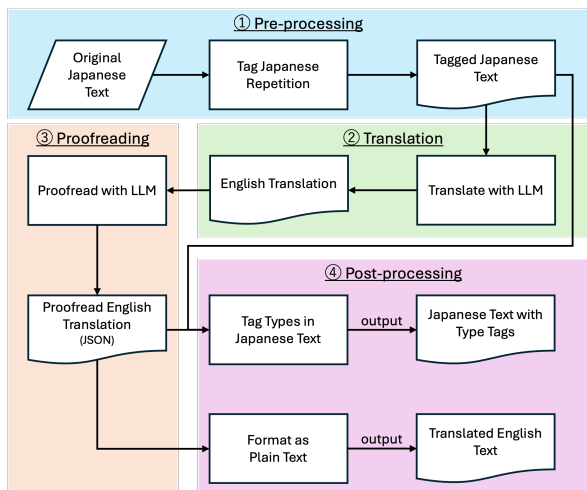 ① Pre-processing
Original
Japanese
Text
Tag Japanese
Repetition
Tagged Japanese
Text
③ Proofreading
② Translation
Proofread with LLM
English Translation
Translate with LLM
④ Post-processing
Proofread English
Translation
(JSON)
Tag Types in
Japanese Text
output
Japanese Text with
Type Tags
Format as
Plain Text
output
Translated English
Text